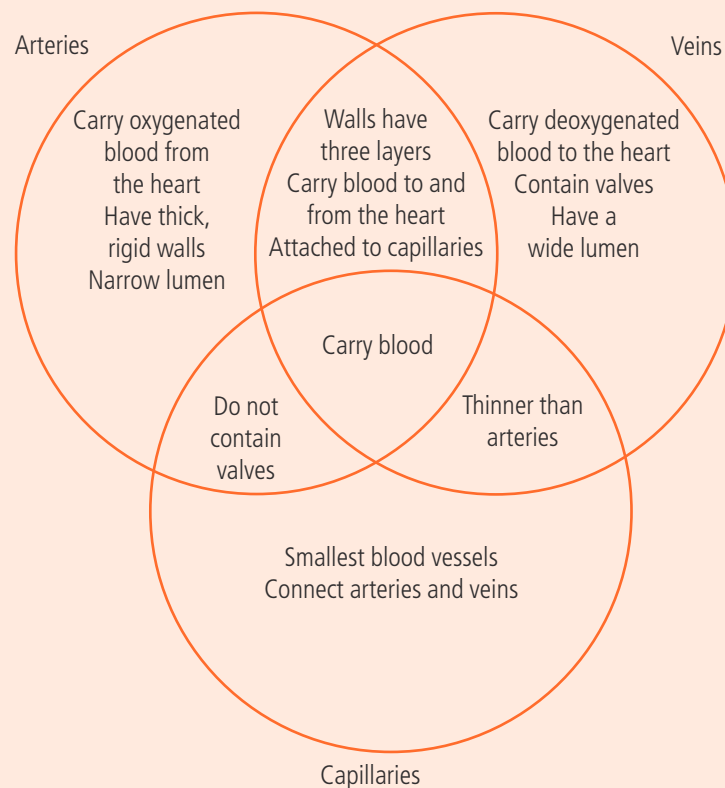 Arteries
Veins
Carry oxygenated
blood from
the heart
Have thick,
rigid walls
Narrow lumen
Walls have
three layers
Carry blood to and
from the heart
Attached to capillaries
Carry deoxygenated
blood to the heart
Contain valves
Have a
wide lumen
Carry blood
Do not
contain
valves
Thinner than
arteries
Smallest blood vessels
Connect arteries and veins
Capillaries